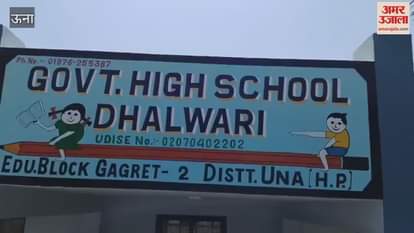 ऊना
अमर उजाला
amarujala.com
Ph No.- 01976-255387
GOVT. HIGH SCHOOL
DHALWARI
UDISE No.:- 02070402202
EDU.BLOCK GAGRET-2 DISTT.UNA (H.P.)